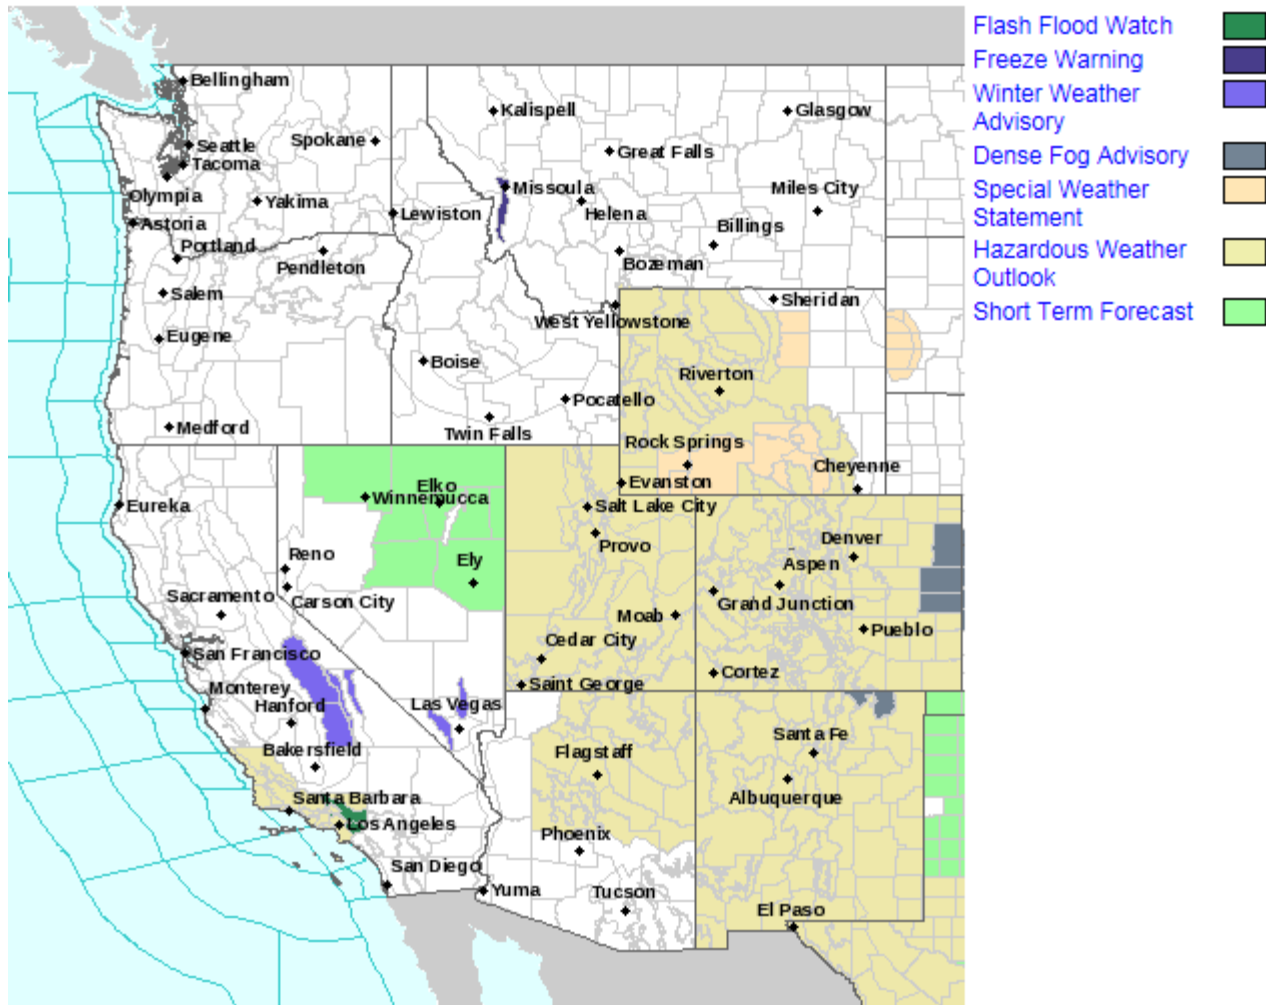 Flash Flood Watch
Freeze Warning
Winter Weather
Advisory
Dense Fog Advisory
Special Weather
Statement
Hazardous Weather
Outlook
Short Term Forecast
Bellingham
Seattle
Tacoma
Olympia
Spokane
Yakima
Astoria
Portland
Pendleton
Salem
Eugene
Medford
Lewiston
Kalispell
Great Falls
Glasgow
Missoula
Helena
Miles City
Billings
Bozeman
West Yellowstone
Sheridan
Boise
Pocatello
Twin Falls
Riverton
Rock Springs
Cheyenne
Evanston
Salt Lake City
Provo
Elko
Winnemucca
Eureka
Reno
Ely
Carson City
Sacramento
Denver
Aspen
Grand Junction
Moab
Pueblo
Cedar City
Cortez
Saint George
San Francisco
Monterey
Hanford
Las Vegas
Bakersfield
Flagstaff
Santa Fe
Albuquerque
Santa Barbara
Los Angeles
Phoenix
San Diego
Yuma
Tucson
El Paso